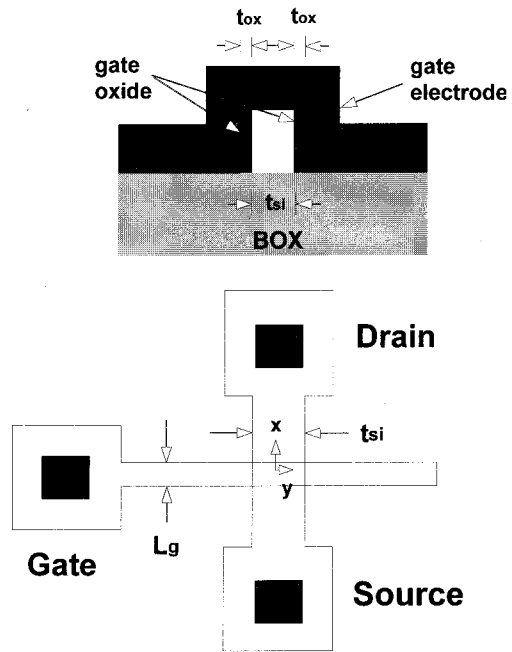 tox tox
gate
oxide
gate
electrode
tsi
BOX
Drain
x
tsi
y
Lg
Gate
Source